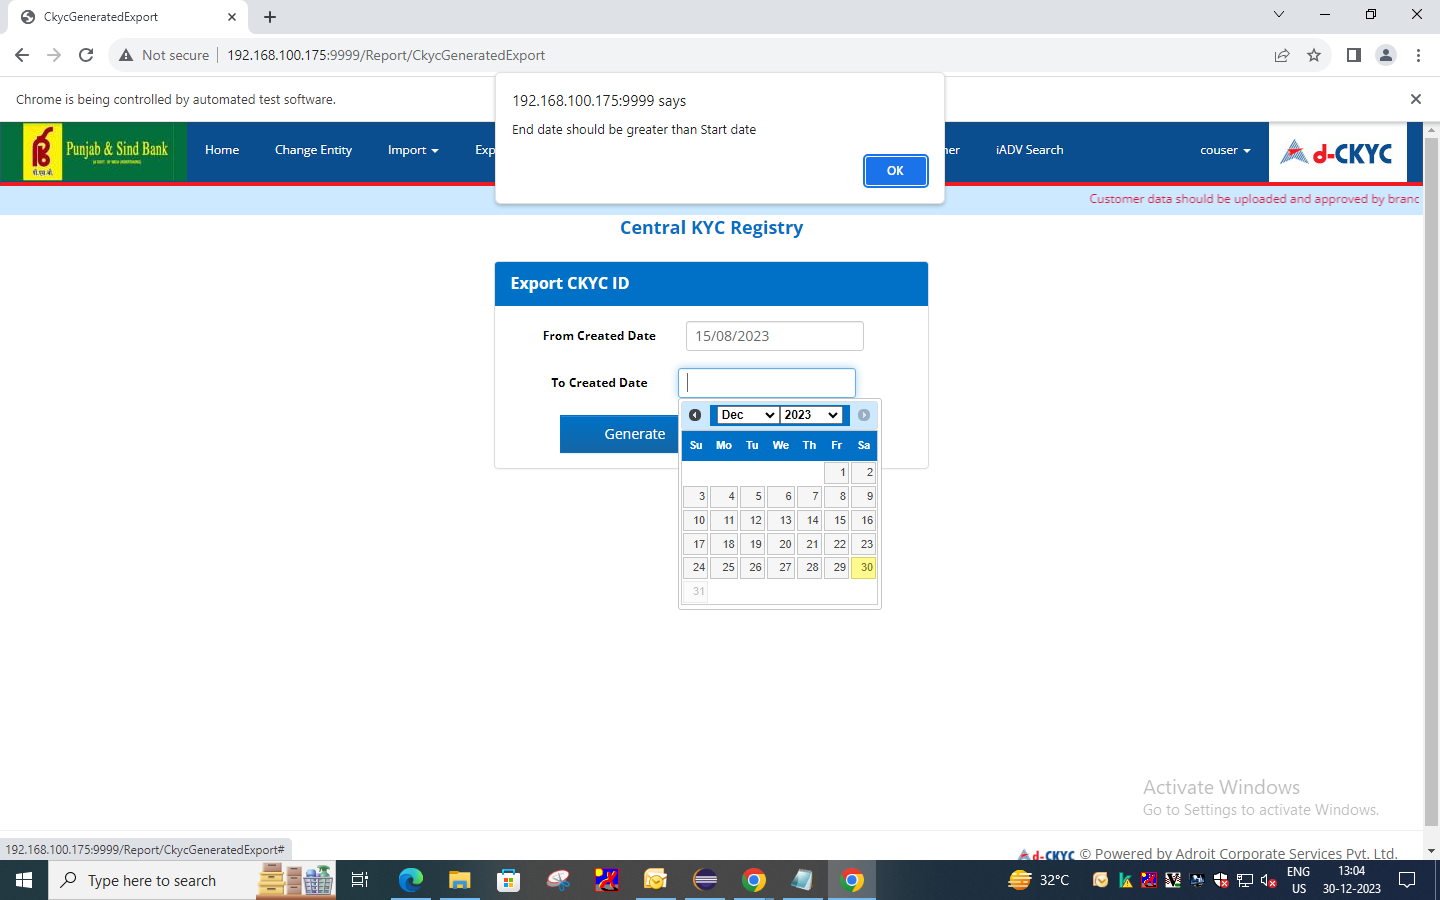 CkycGeneratedExport
Not secure
192.168.100.175:9999/Report/CkycGeneratedExport
Chrome is being controlled by automated test software.
192.168.100.175:9999 says
End date should be greater than Start date
OK
Punjab & Sind Bank
Home
Change Entity
Import
Exp
ner
iADV Search
couser
d-CKYC
पी.एस.बी.
Customer data should be uploaded and approved by branc
Central KYC Registry
Export CKYC ID
From Created Date
15/08/2023
To Created Date
Generate
Dec 2023
Su Mo Tu We Th Fr Sa
1 2
3 4 5 6 7 8 9
10 11 12 13 14 15 16
17 18 19 20 21 22 23
24 25 26 27 28 29 30
31
Activate Windows
Go to Settings to activate Windows.
192.168.100.175:9999/Report/CkycGeneratedExport#
d-CKYC © Powered by Adroit Corporate Services Pvt. Ltd.
Type here to search
32°C
ENG
US
13:04
30-12-2023